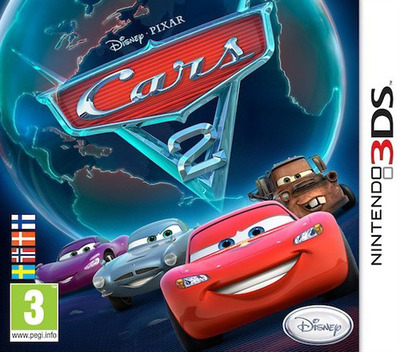 Disney · PIXAR
Cars
2
NINTENDO 3DS
3
www.pegi.info
Disney